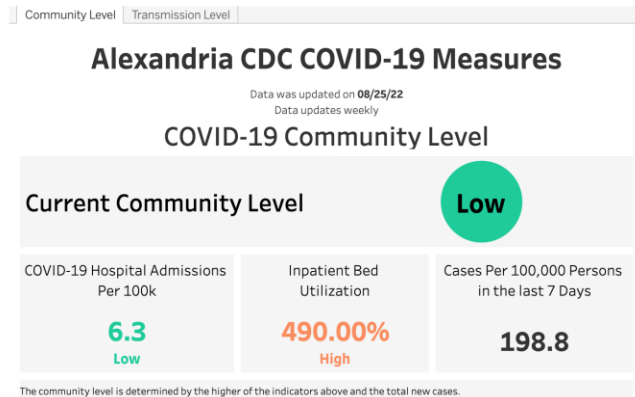 Community Level Transmission Level
Alexandria CDC COVID-19 Measures
Data was updated on 08/25/22
Data updates weekly
COVID-19 Community Level
Current Community Level Low
COVID-19 Hospital Admissions
Per 100k
6.3
Low
Inpatient Bed
Utilization
490.00%
High
Cases Per 100,000 Persons
in the last 7 Days
198.8
The community level is determined by the higher of the indicators above and the total new cases.